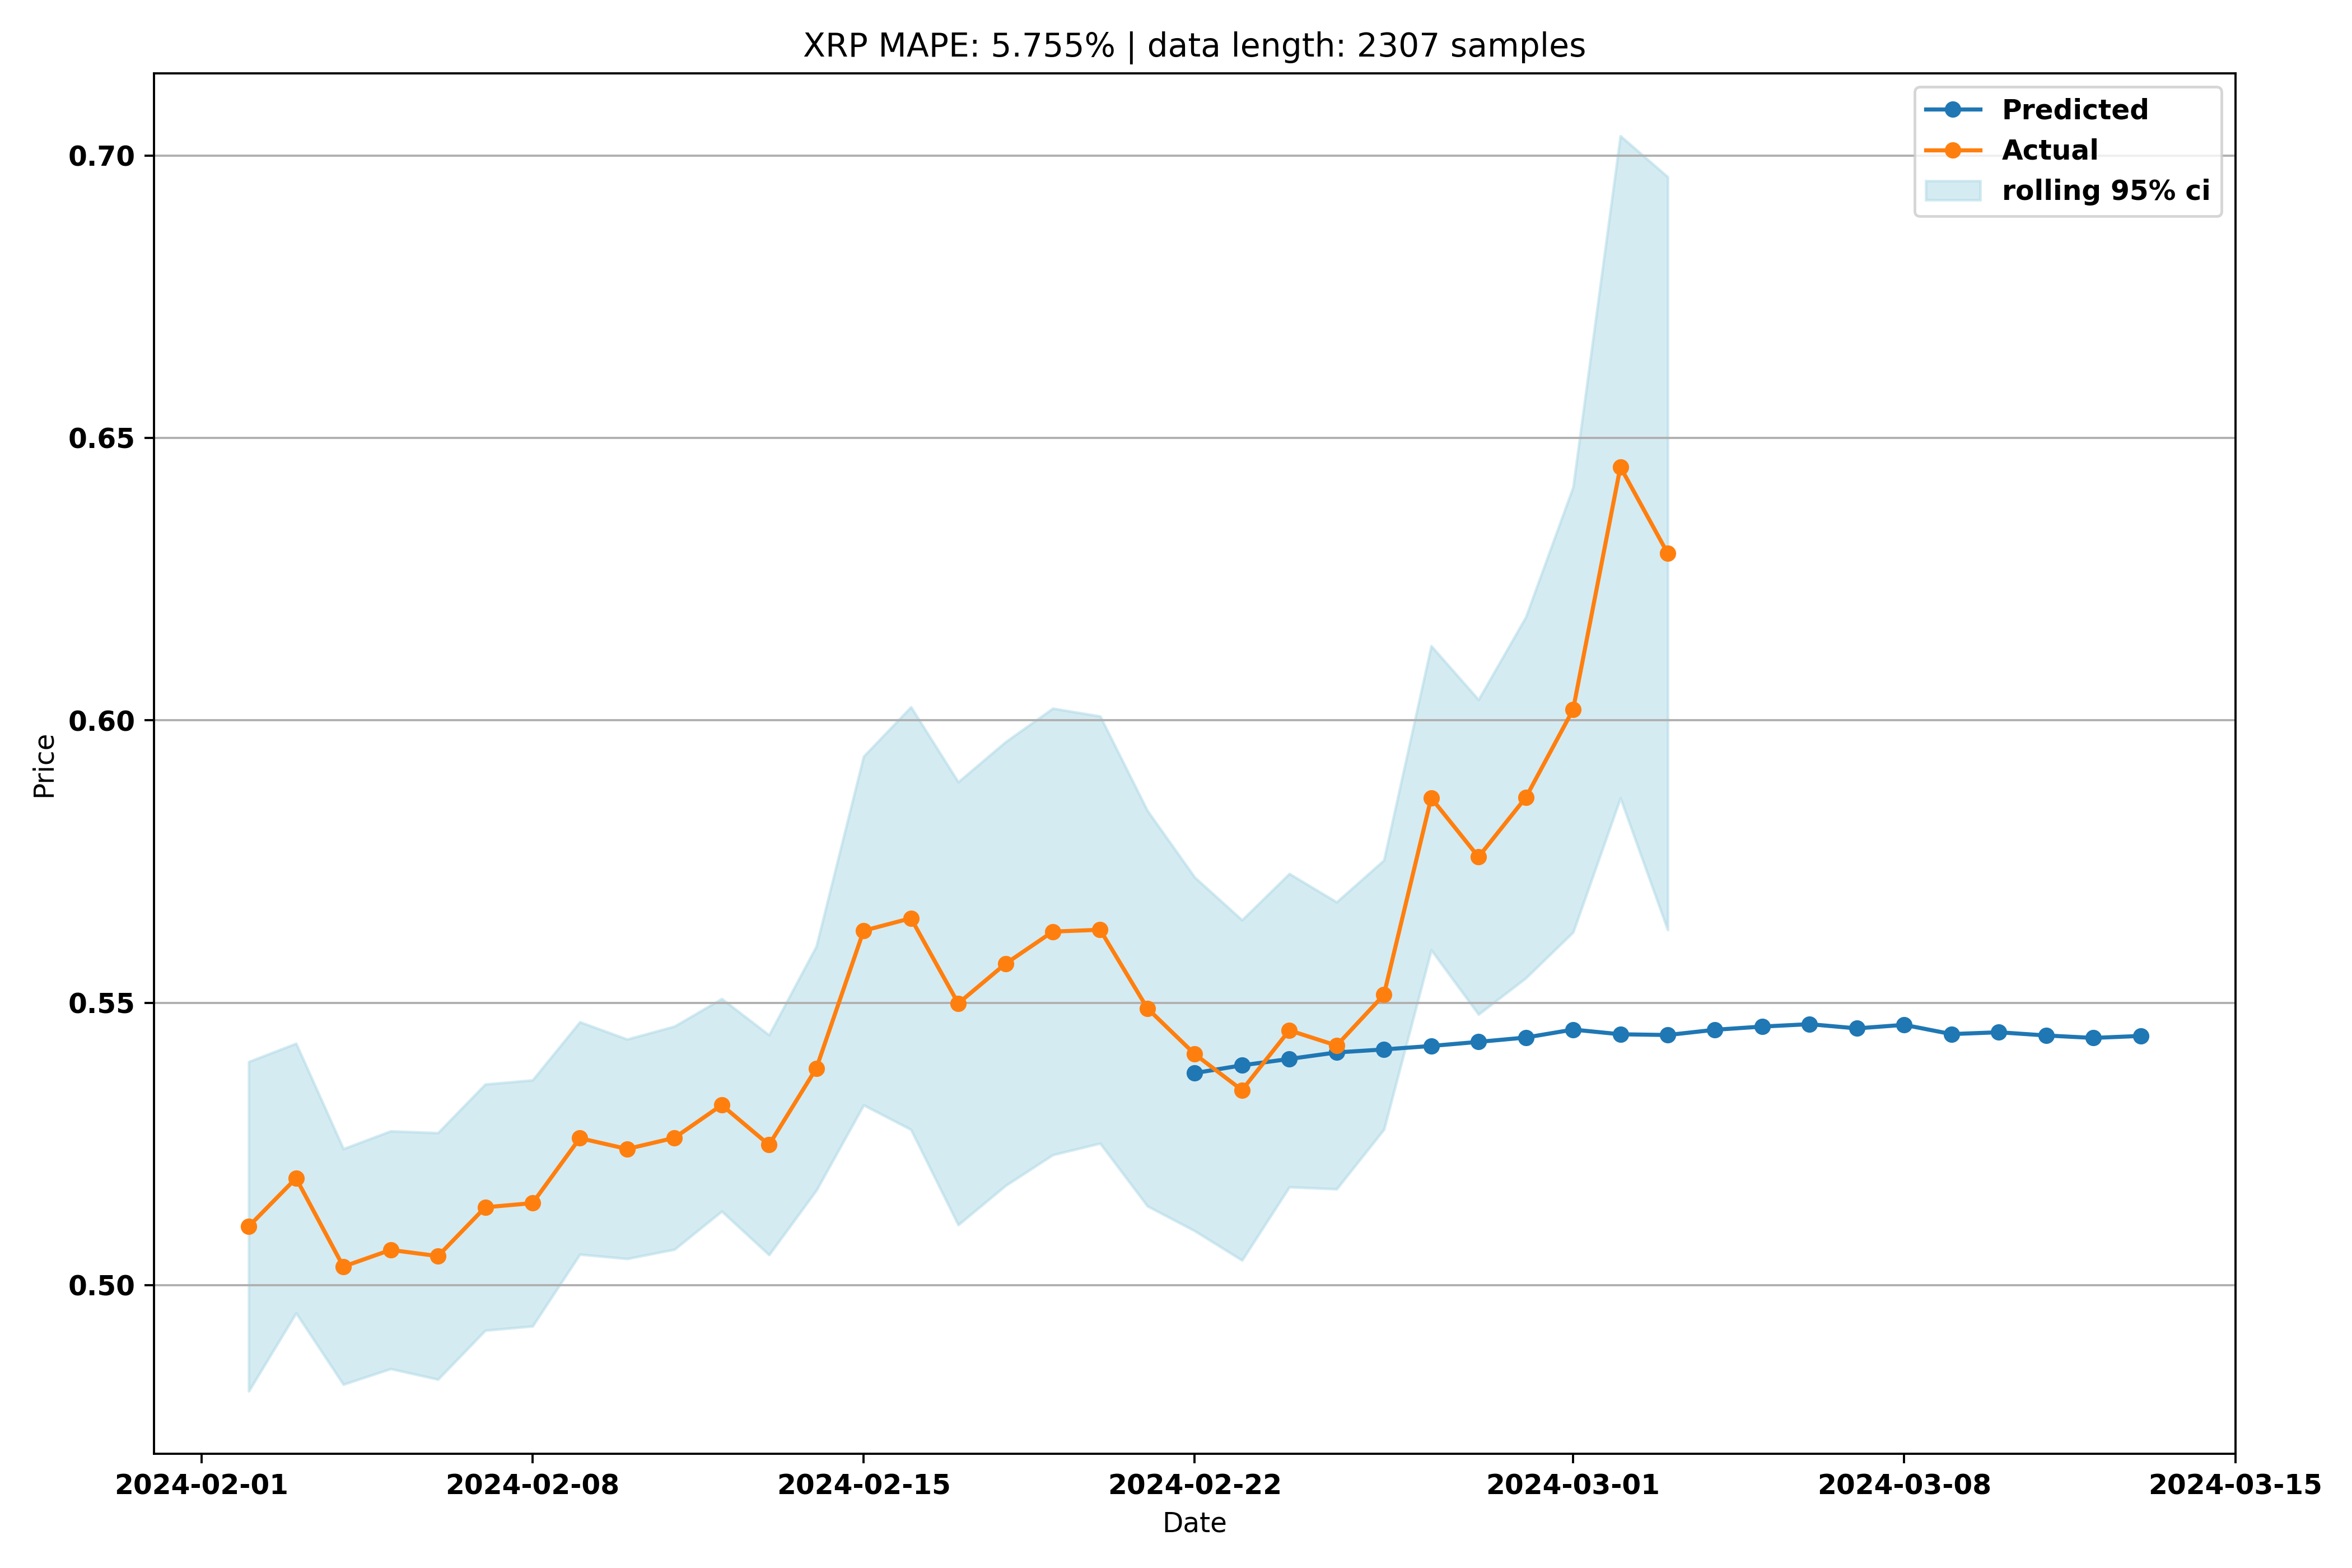 XRP MAPE: 5.755% | data length: 2307 samples
Predicted
Actual
rolling 95% ci
0.70
0.65
0.60
0.55
0.50
Price
2024-02-01
2024-02-08
2024-02-15
2024-02-22
2024-03-01
2024-03-08
2024-03-15
Date